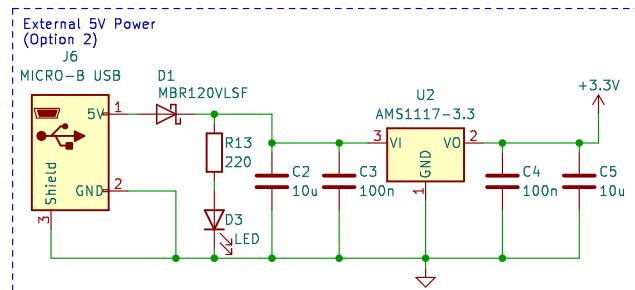 External 5V Power
(Option 2)
J6
MICRO-B USB
D1
MBR120VLSF
U2
AMS1117-3.3
+3.3V
5V
1
R13
220
3
VI
VO
2
GND
1
C2
10u
C3
100n
C4
100n
C5
10u
Shield
GND
2
3
D3
LED